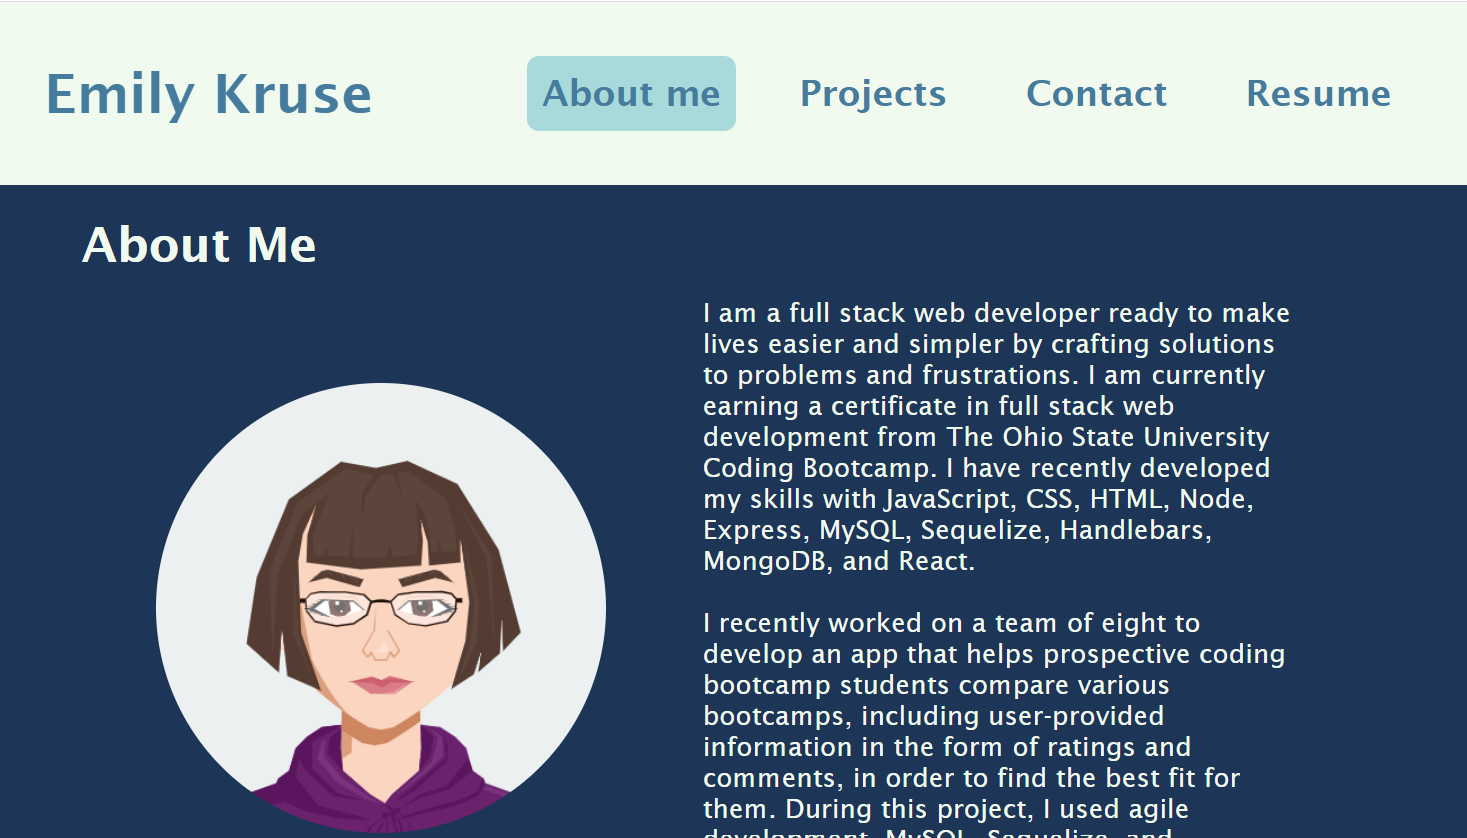 Emily Kruse
About me
Projects
Contact
Resume
About Me
I am a full stack web developer ready to make
lives easier and simpler by crafting solutions
to problems and frustrations. I am currently
earning a certificate in full stack web
development from The Ohio State University
Coding Bootcamp. I have recently developed
my skills with JavaScript, CSS, HTML, Node,
Express, MySQL, Sequelize, Handlebars,
MongoDB, and React.
I recently worked on a team of eight to
develop an app that helps prospective coding
bootcamp students compare various
bootcamps, including user-provided
information in the form of ratings and
comments, in order to find the best fit for
them. During this project, I used agile
development, MySQL, Sequelize, and